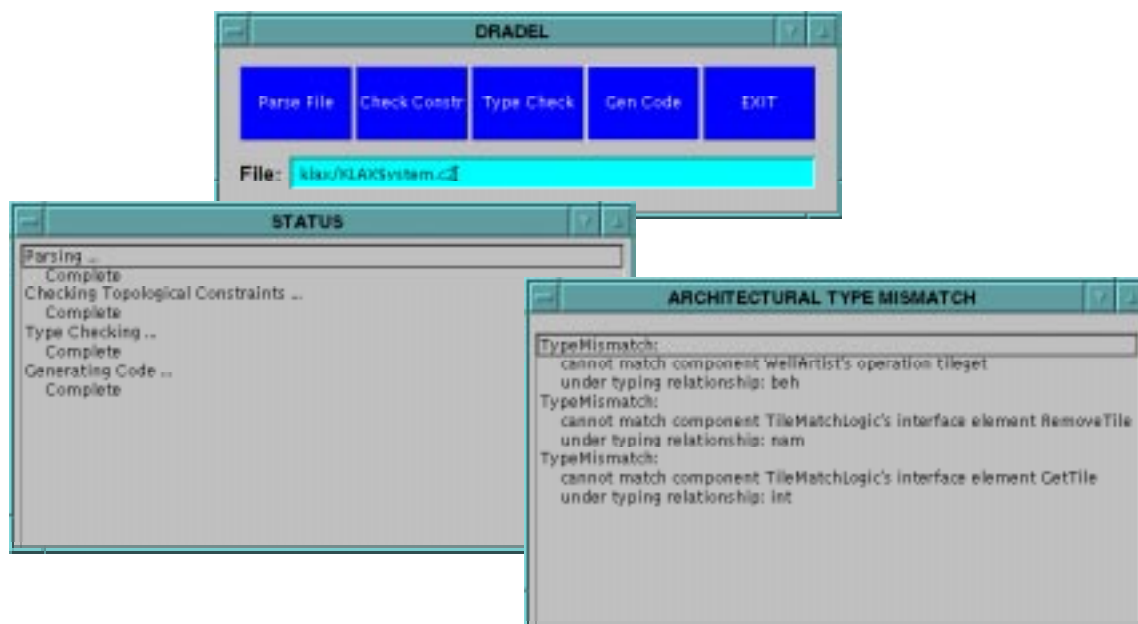 DRADEL
Parse File Check Constr Type Check Gen Code EXIT
File: klax/KLAXSystem.c2
STATUS
Parsing ...
Complete
Checking Topological Constraints ...
Complete
Type Checking ...
Complete
Generating Code ...
Complete
ARCHITECTURAL TYPE MISMATCH
TypeMismatch:
cannot match component WellArtist's operation tileget
under typing relationship: beh
TypeMismatch:
cannot match component TileMatchLogic's interface element RemoveTile
under typing relationship: nam
TypeMismatch:
cannot match component TileMatchLogic's interface element GetTile
under typing relationship: int